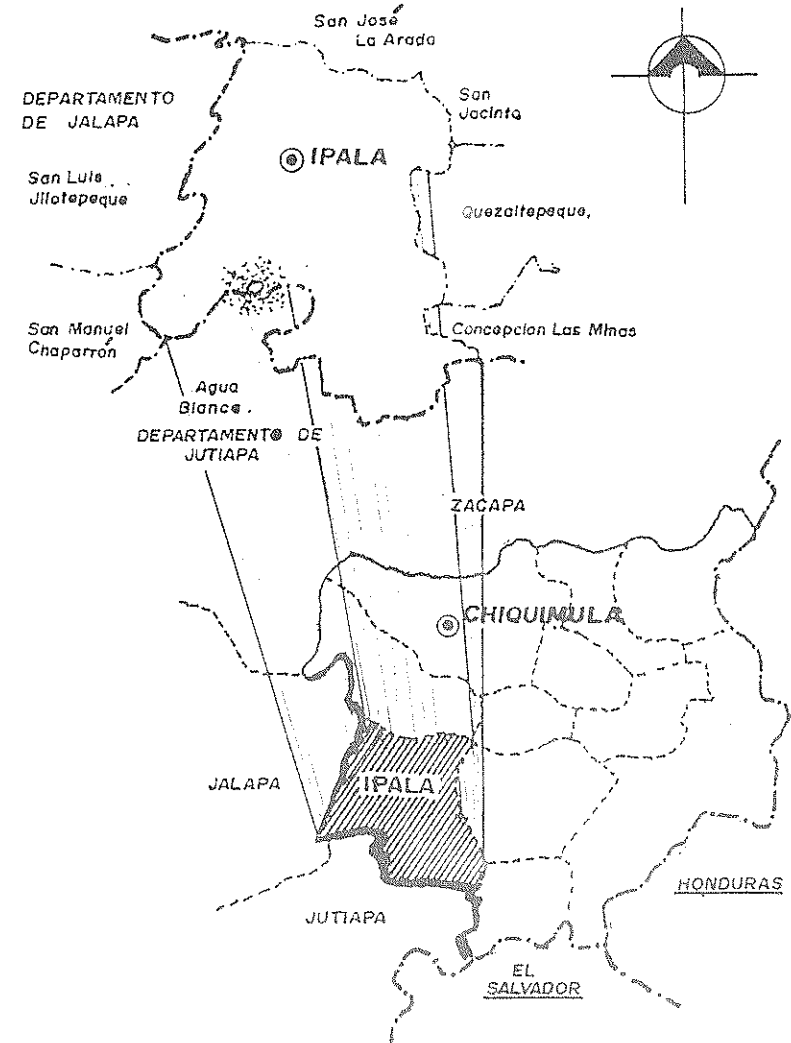 San José
La Arada
DEPARTAMENTO
DE JALAPA
San
Jacinto
IPALA
San Luis
Jilotepeque
Quezaltepeque,
San Manuel
Chaparrón
Concepcion Las Minas
Agua
Blanca.
DEPARTAMENTO DE
JUTIAPA
ZACAPA
CHIQUIMULA
JALAPA
IPALA
HONDURAS
JUTIAPA
EL
SALVADOR